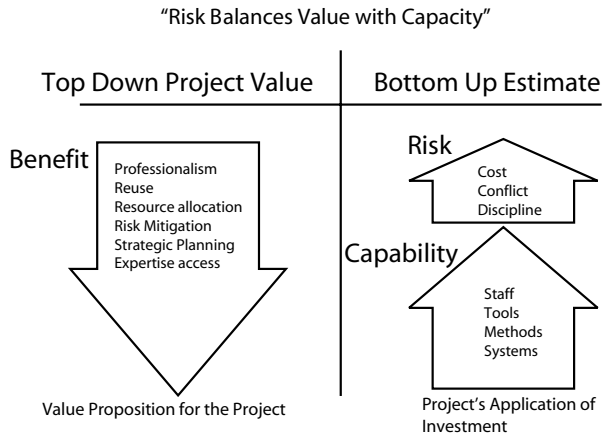 “Risk Balances Value with Capacity”
Top Down Project Value
Benefit
Professionalism
Reuse
Resource allocation
Risk Mitigation
Strategic Planning
Expertise access
Value Proposition for the Project
Bottom Up Estimate
Risk
Cost
Conflict
Discipline
Capability
Staff
Tools
Methods
Systems
Project’s Application of
Investment